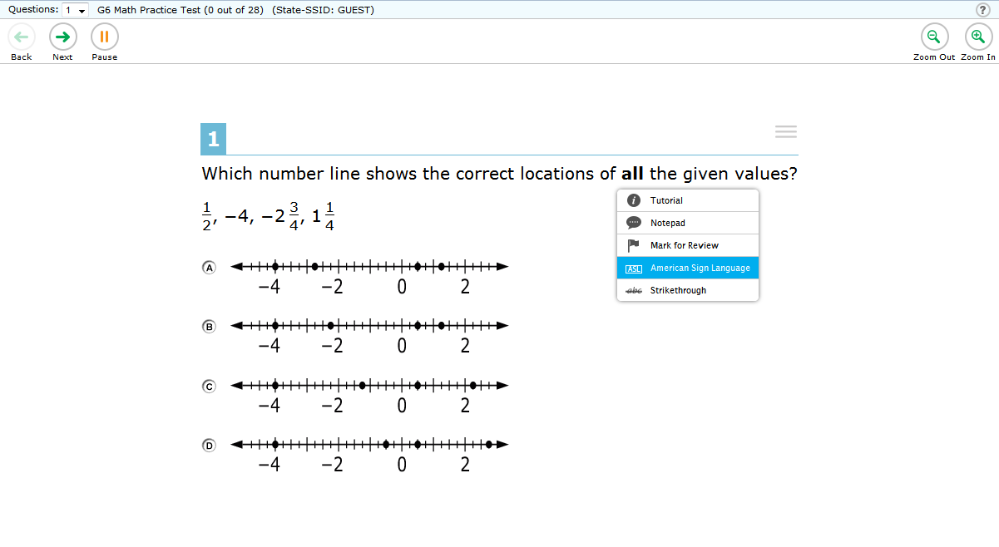 Questions: 1 G6 Math Practice Test (0 out of 28) (State-SSID: GUEST) ?
Back Next Pause Zoom Out Zoom In
1
Which number line shows the correct locations of all the given values?
1/2, −4, −2 3/4, 1 1/4
i Tutorial
Notepad
Mark for Review
ASL American Sign Language
abc Strikethrough
A
−4 −2 0 2
B
−4 −2 0 2
C
−4 −2 0 2
D
−4 −2 0 2